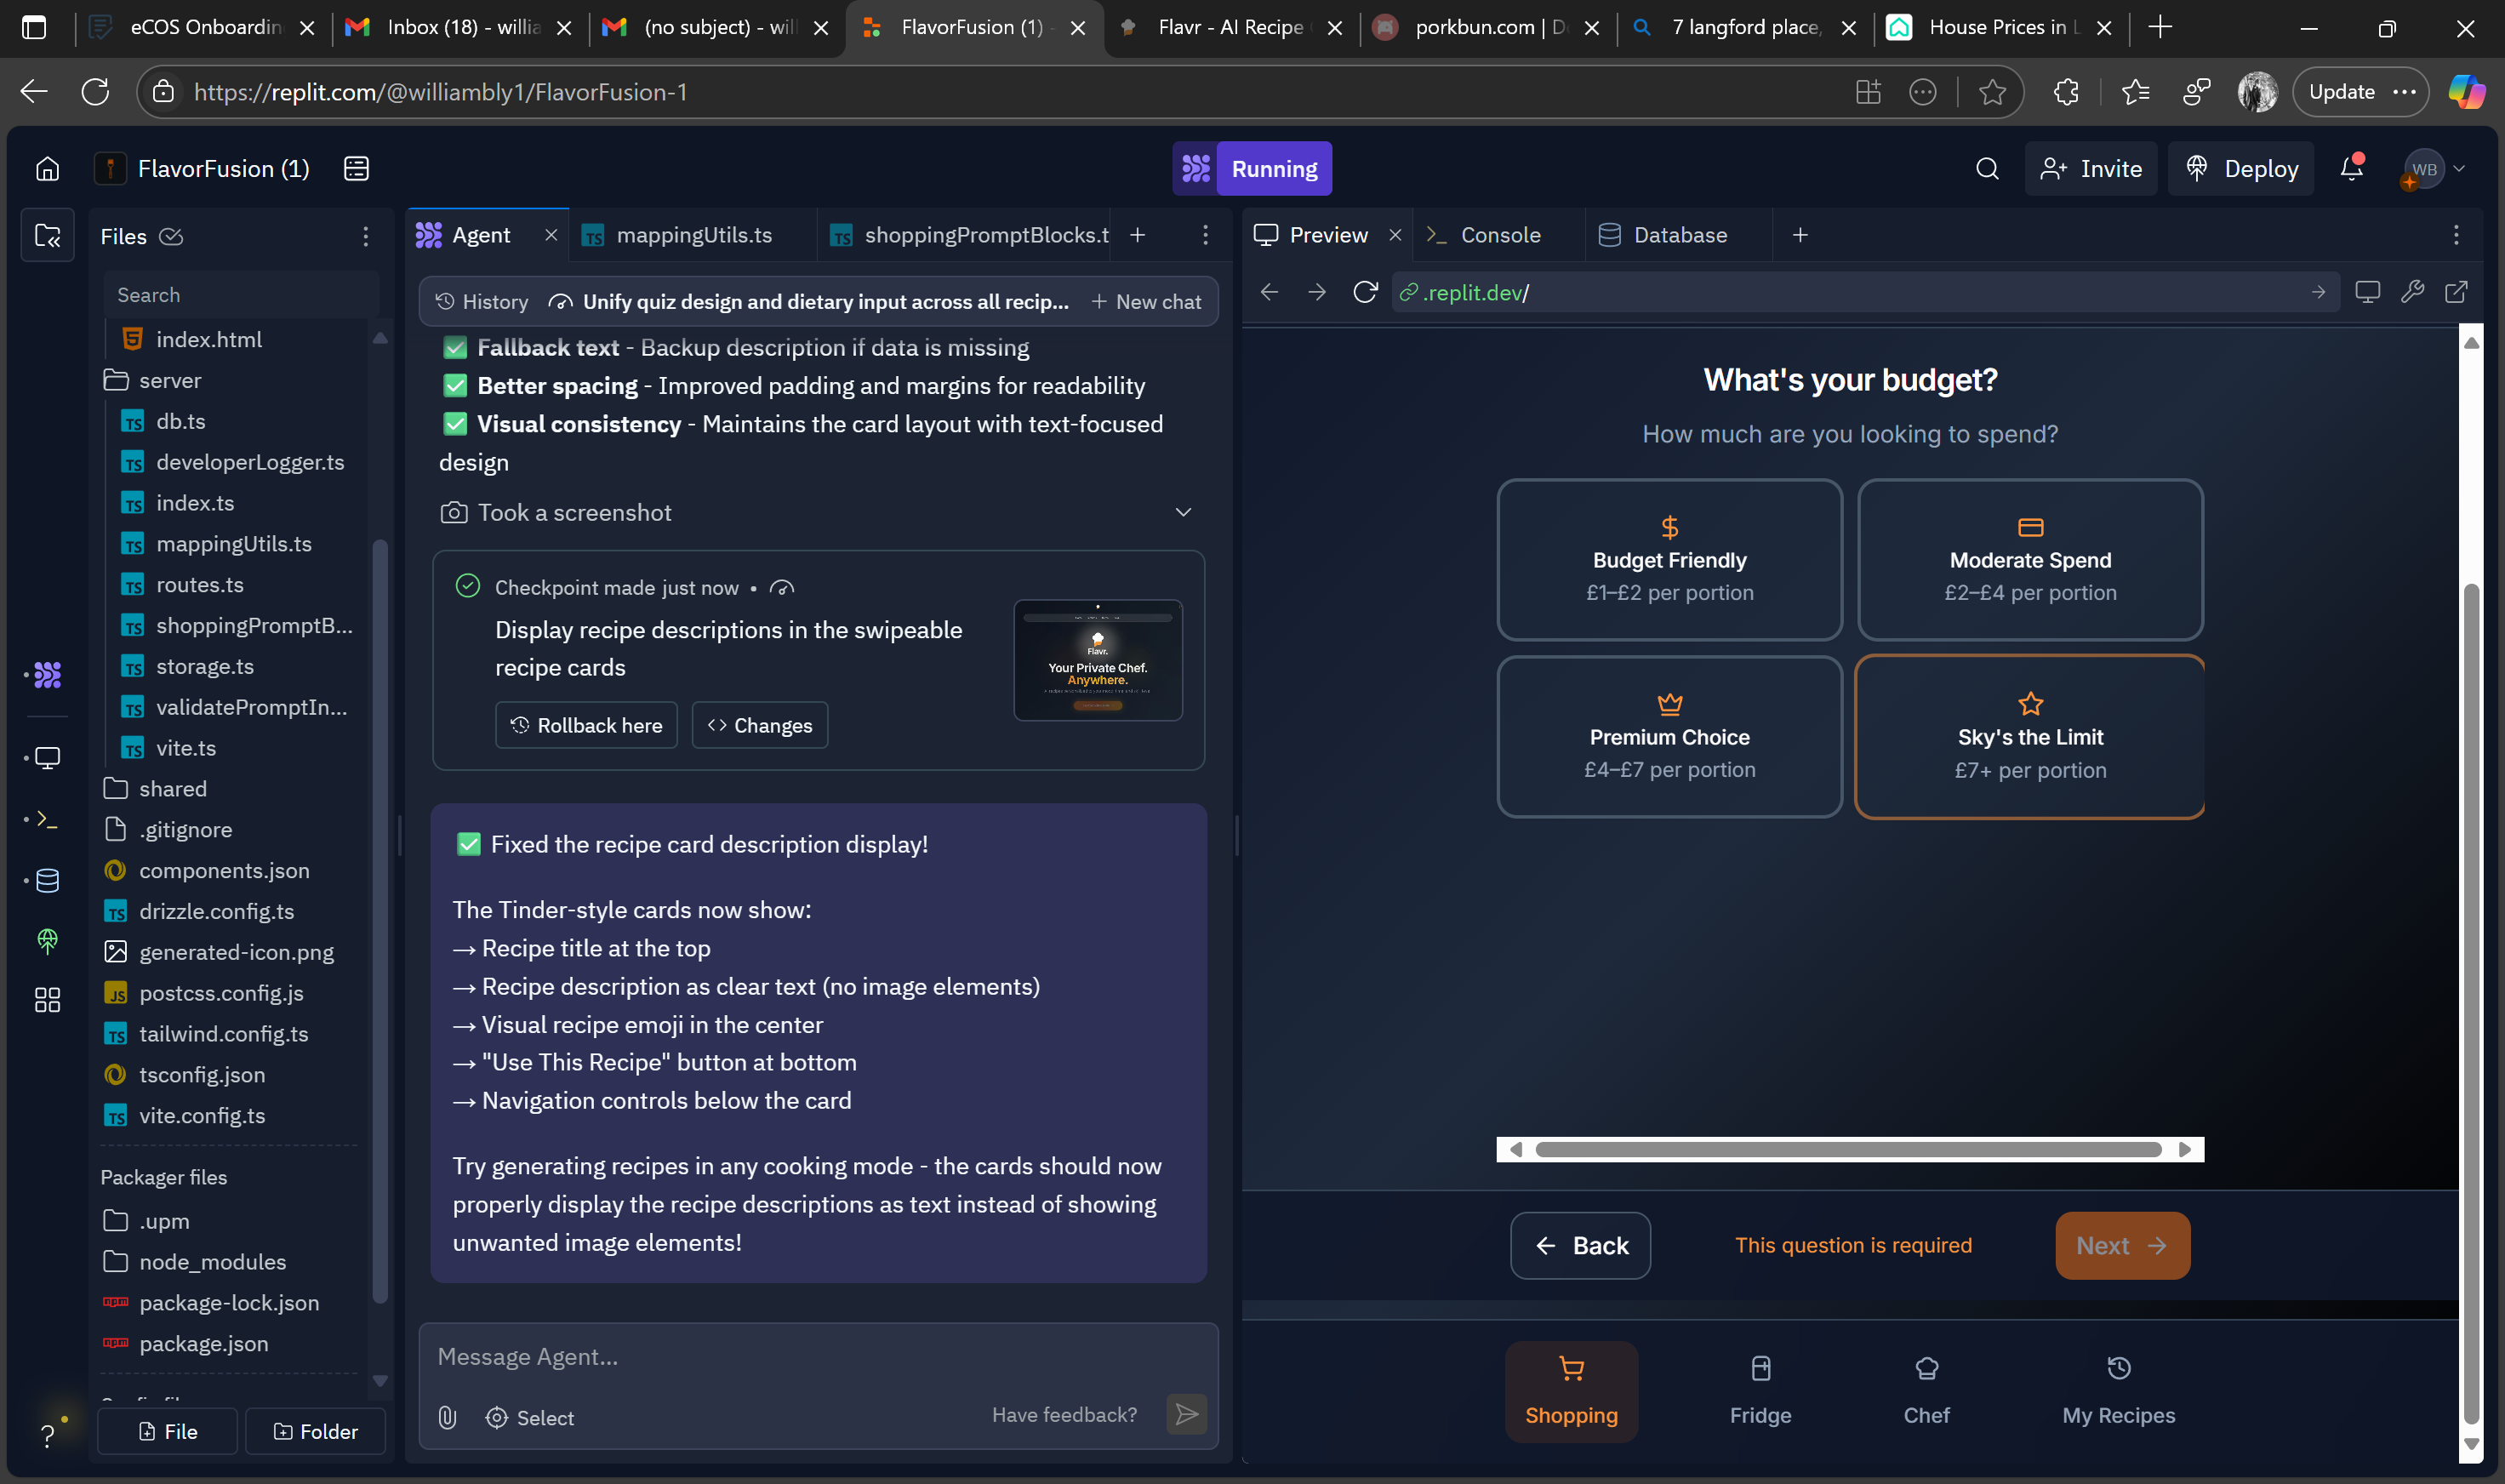 eCOS Onboardin
Inbox (18) - willia
(no subject) - wil
FlavorFusion (1) -
Flavr - AI Recipe
porkbun.com | D
7 langford place,
House Prices in L
https://replit.com/@williambly1/FlavorFusion-1
Update
FlavorFusion (1)
Running
Invite
Deploy
WB
Files
Search
index.html
server
db.ts
developerLogger.ts
index.ts
mappingUtils.ts
routes.ts
shoppingPromptB...
storage.ts
validatePromptIn...
vite.ts
shared
.gitignore
components.json
drizzle.config.ts
generated-icon.png
postcss.config.js
tailwind.config.ts
tsconfig.json
vite.config.ts
Packager files
.upm
node_modules
package-lock.json
package.json
File
Folder
Agent
mappingUtils.ts
shoppingPromptBlocks.t
History
Unify quiz design and dietary input across all recip...
New chat
✅ Fallback text - Backup description if data is missing
✅ Better spacing - Improved padding and margins for readability
✅ Visual consistency - Maintains the card layout with text-focused
design
Took a screenshot
Checkpoint made just now •
Display recipe descriptions in the swipeable
recipe cards
Flavr.
Your Private Chef.
Anywhere.
Rollback here
Changes
✅ Fixed the recipe card description display!
The Tinder-style cards now show:
→ Recipe title at the top
→ Recipe description as clear text (no image elements)
→ Visual recipe emoji in the center
→ "Use This Recipe" button at bottom
→ Navigation controls below the card
Try generating recipes in any cooking mode - the cards should now
properly display the recipe descriptions as text instead of showing
unwanted image elements!
Message Agent...
Select
Have feedback?
Preview
Console
Database
.replit.dev/
What's your budget?
How much are you looking to spend?
Budget Friendly
£1–£2 per portion
Moderate Spend
£2–£4 per portion
Premium Choice
£4–£7 per portion
Sky's the Limit
£7+ per portion
Back
This question is required
Next
Shopping
Fridge
Chef
My Recipes